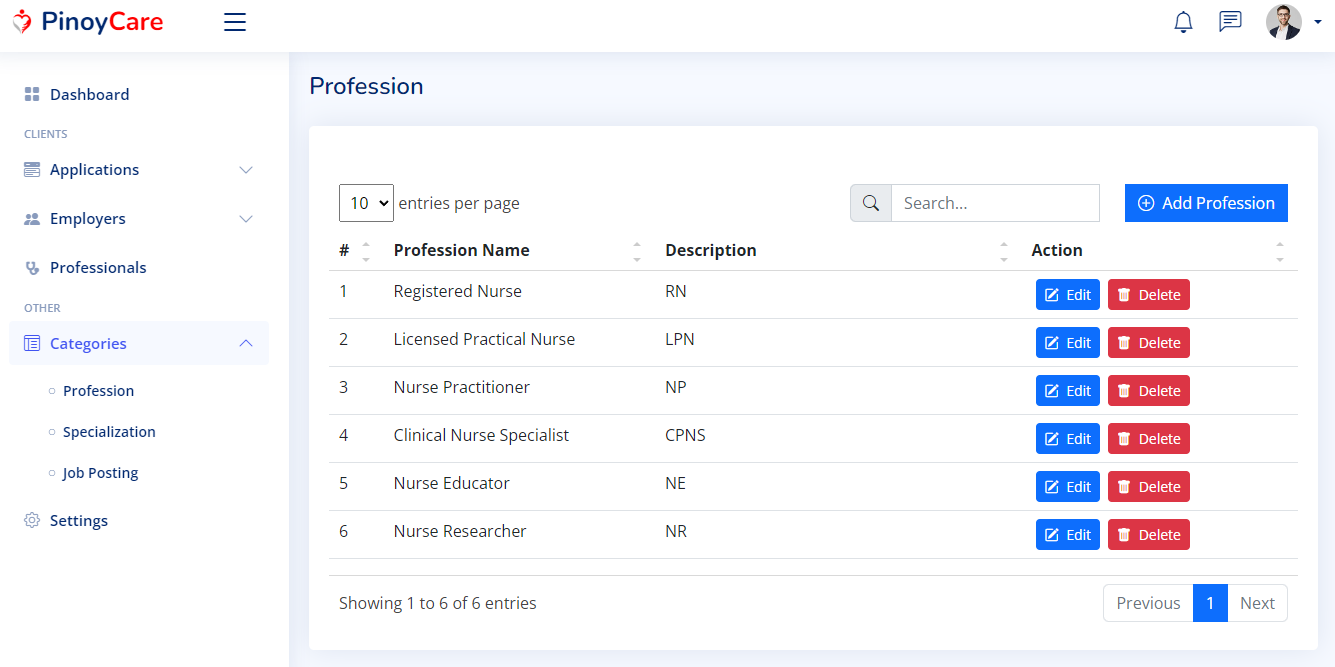 PinoyCare
Dashboard
CLIENTS
Applications
Employers
Professionals
OTHER
Categories
Profession
Specialization
Job Posting
Settings
Profession
10 entries per page
Search...
Add Profession
# Profession Name Description Action
1 Registered Nurse RN Edit Delete
2 Licensed Practical Nurse LPN Edit Delete
3 Nurse Practitioner NP Edit Delete
4 Clinical Nurse Specialist CPNS Edit Delete
5 Nurse Educator NE Edit Delete
6 Nurse Researcher NR Edit Delete
Showing 1 to 6 of 6 entries
Previous 1 Next